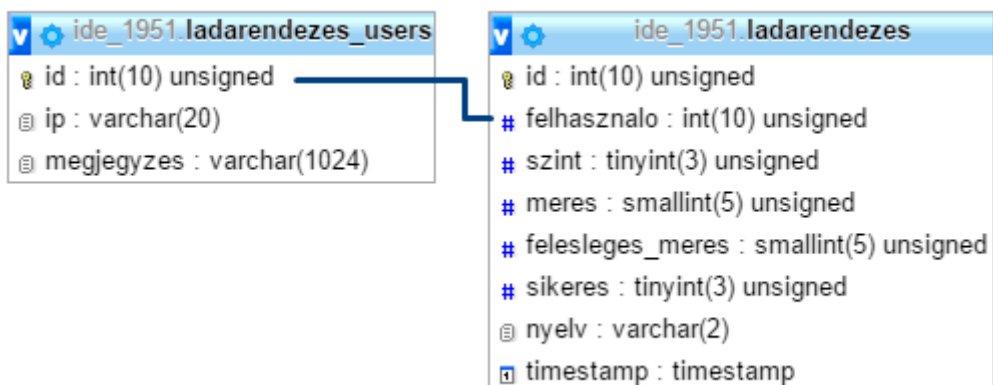 ide_1951.ladarendezes_users
id : int(10) unsigned
ip : varchar(20)
megjegyzes : varchar(1024)
ide_1951.ladarendezes
id : int(10) unsigned
felhasznalo : int(10) unsigned
szint : tinyint(3) unsigned
meres : smallint(5) unsigned
felesleges_meres : smallint(5) unsigned
sikeres : tinyint(3) unsigned
nyelv : varchar(2)
timestamp : timestamp